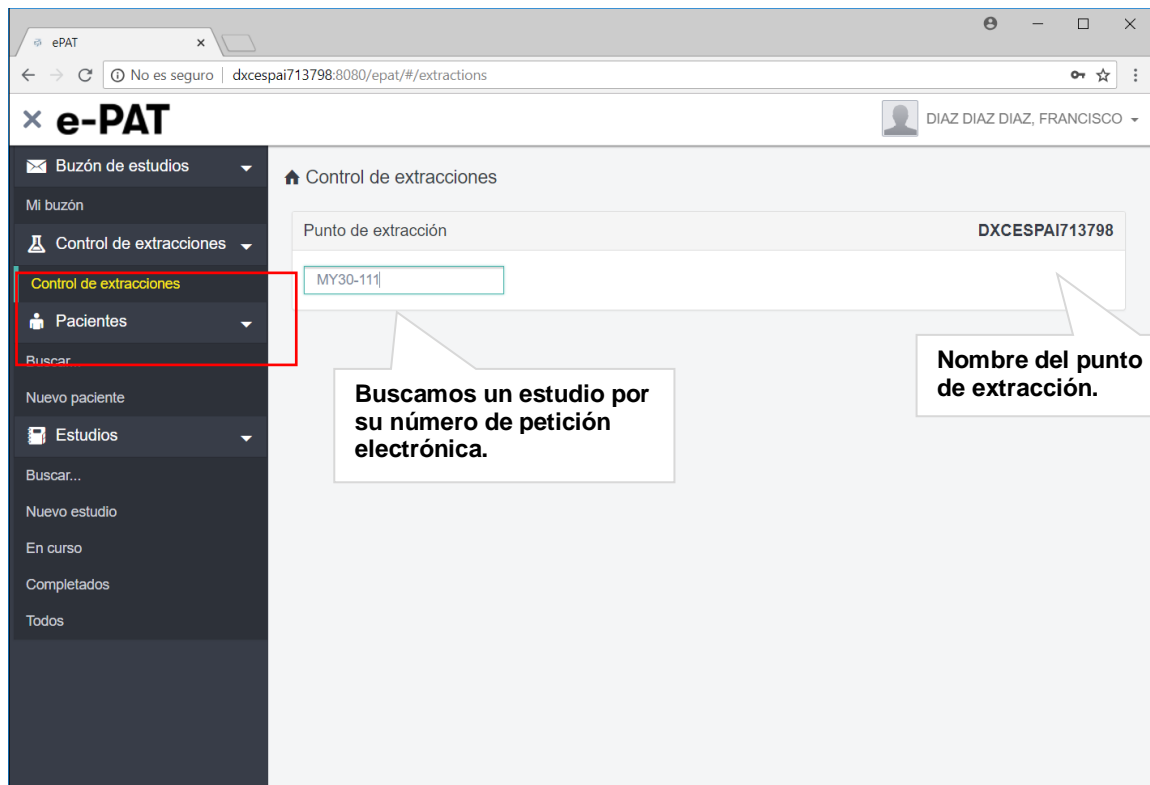 ePAT
No es seguro | dxcespai713798:8080/epat/#/extractions
e-PAT
DIAZ DIAZ DIAZ, FRANCISCO
Buzón de estudios
Mi buzón
Control de extracciones
Control de extracciones
Pacientes
Buscar...
Nuevo paciente
Estudios
Buscar...
Nuevo estudio
En curso
Completados
Todos
Control de extracciones
Punto de extracción
DXCESPAI713798
MY30-111
Buscamos un estudio por
su número de petición
electrónica.
Nombre del punto
de extracción.